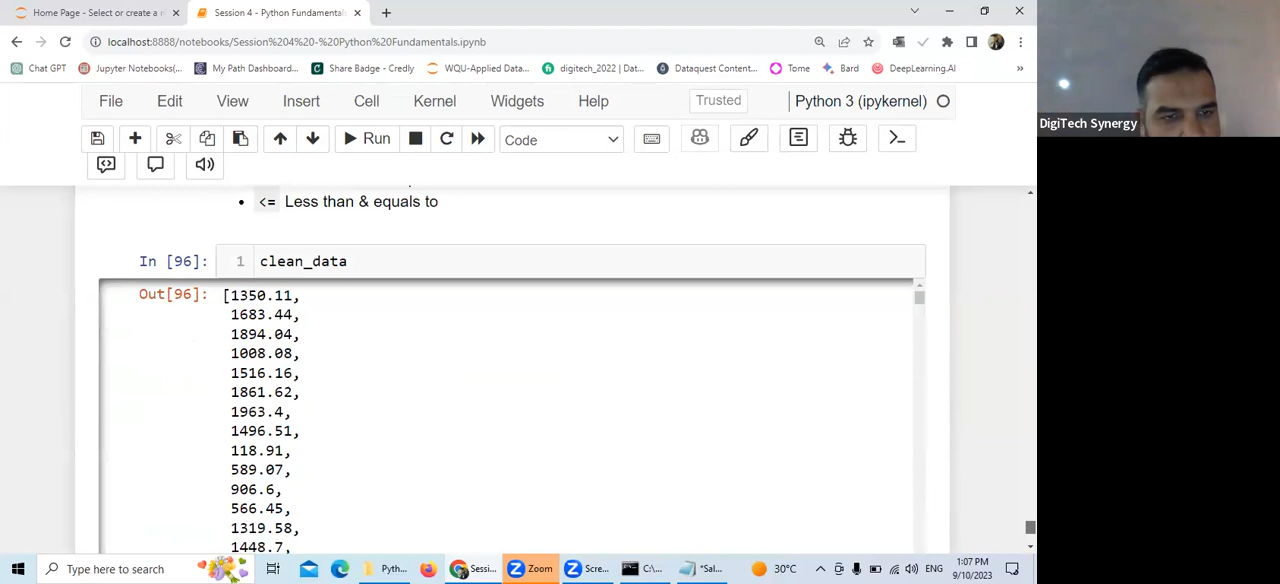 Home Page - Select or create a n
Session 4 - Python Fundamental
localhost:8888/notebooks/Session%204%20-%20Python%20Fundamentals.ipynb
Chat GPT
Jupyter Notebooks(...
My Path Dashboard...
Share Badge - Credly
WQU-Applied Data...
digitech_2022 | Dat...
Dataquest Content...
Tome
Bard
DeepLearning.AI
»
DigiTech Synergy
File Edit View Insert Cell Kernel Widgets Help
Trusted
Python 3 (ipykernel)
Run
Code
<= Less than & equals to
In [96]: 1 clean_data
Out[96]: [1350.11,
1683.44,
1894.04,
1008.08,
1516.16,
1861.62,
1963.4,
1496.51,
118.91,
589.07,
906.6,
566.45,
1319.58,
1448.7,
Type here to search
Pyth...
Sessi...
Zoom
Scre...
C:\...
*Sal...
30°C
ENG
1:07 PM
9/10/2023